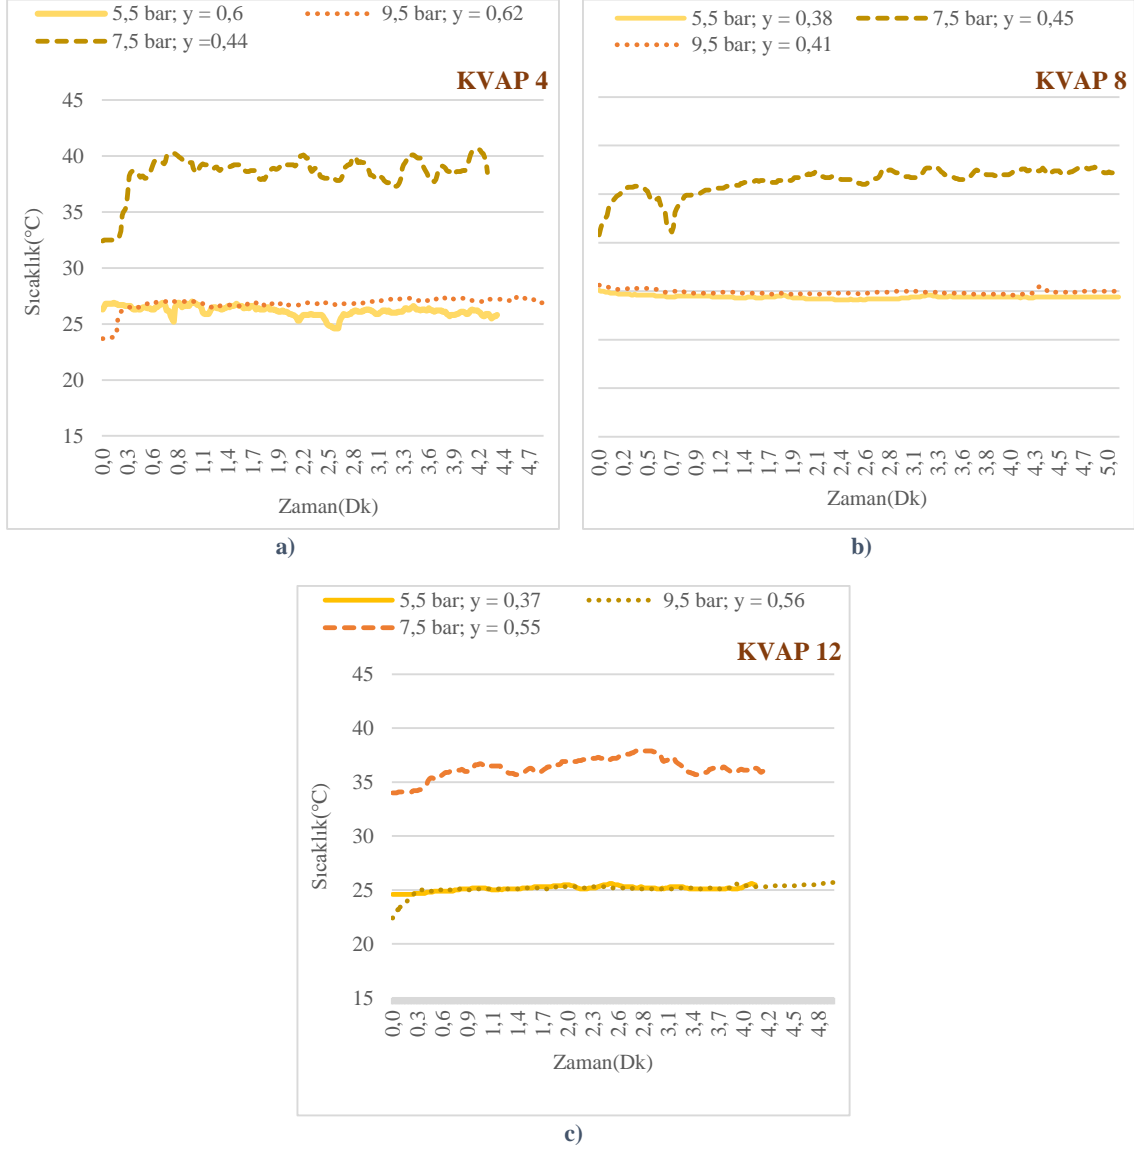 5,5 bar; y = 0,6
9,5 bar; y = 0,62
7,5 bar; y =0,44
KVAP 4
45
40
35
30
25
20
15
Sıcaklık(°C)
0,0 0,3 0,6 0,8 1,1 1,4 1,7 1,9 2,2 2,5 2,8 3,1 3,3 3,6 3,9 4,2 4,4 4,7
Zaman(Dk)
a)
5,5 bar; y = 0,38
7,5 bar; y = 0,45
9,5 bar; y = 0,41
KVAP 8
0,0 0,2 0,5 0,7 0,9 1,2 1,4 1,7 1,9 2,1 2,4 2,6 2,8 3,1 3,3 3,5 3,8 4,0 4,3 4,5 4,7 5,0
Zaman(Dk)
b)
5,5 bar; y = 0,37
9,5 bar; y = 0,56
7,5 bar; y = 0,55
KVAP 12
45
40
35
30
25
20
15
Sıcaklık(°C)
0,0 0,3 0,6 0,9 1,1 1,4 1,7 2,0 2,3 2,6 2,8 3,1 3,4 3,7 4,0 4,2 4,5 4,8
Zaman(Dk)
c)